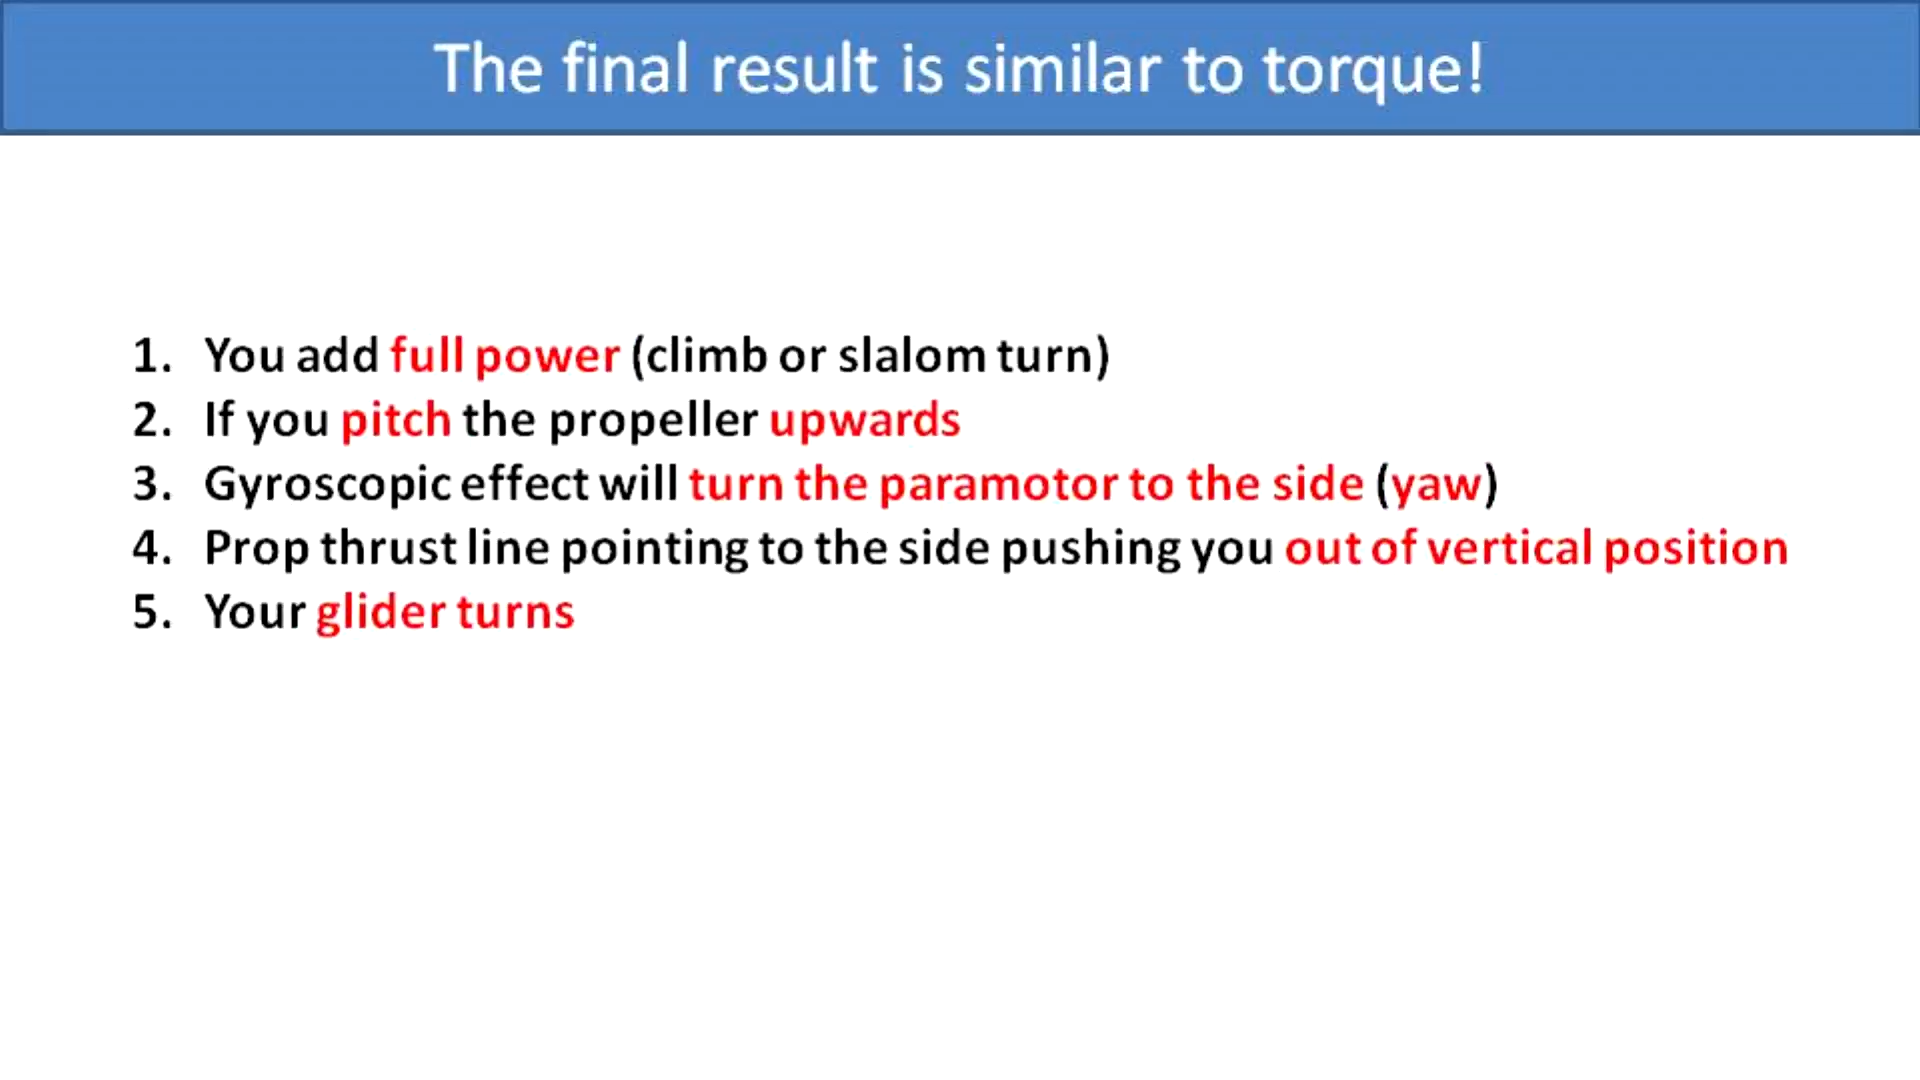 The final result is similar to torque!
1. You add full power (climb or slalom turn)
2. If you pitch the propeller upwards
3. Gyroscopic effect will turn the paramotor to the side (yaw)
4. Prop thrust line pointing to the side pushing you out of vertical position
5. Your glider turns